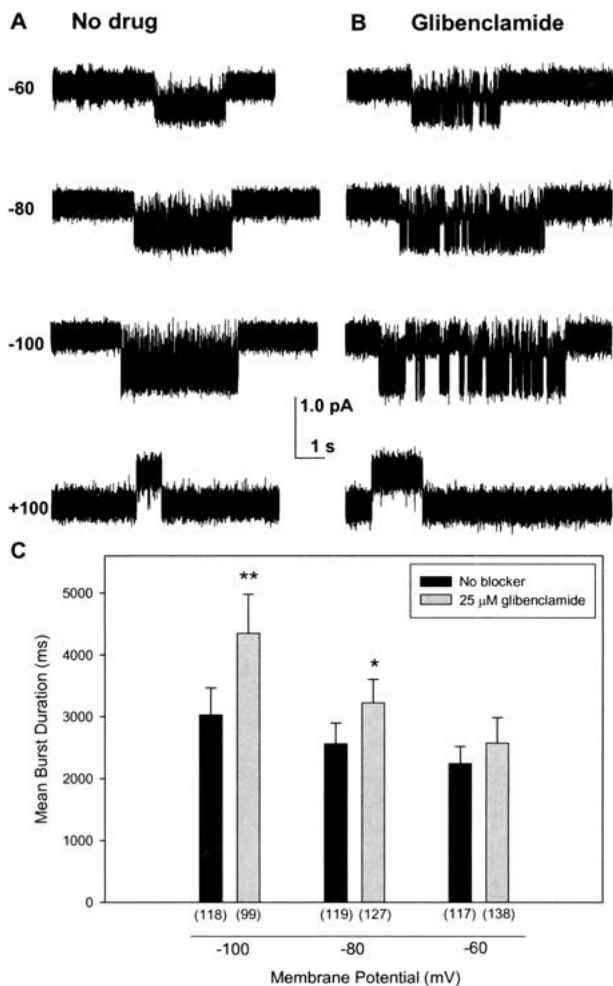 A No drug B Glibenclamide
-60
-80
-100
1.0 pA
1 s
+100
C
**
No blocker
25 μM glibenclamide
*
5000
4000
3000
2000
1000
0
Mean Burst Duration (ms)
(118) (99) (119) (127) (117) (138)
-100 -80 -60
Membrane Potential (mV)